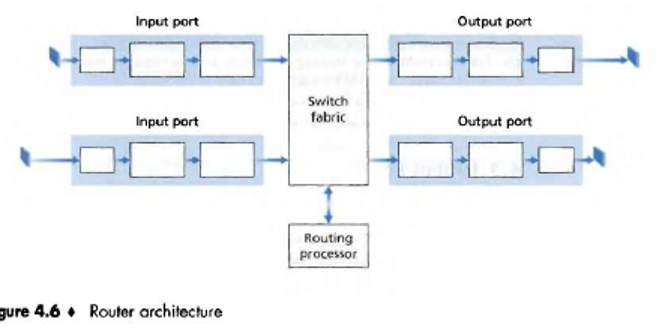 Input port
Output port
Switch
fabric
Input port
Output port
Routing
processor
gure 4.6 ♦ Router architecture